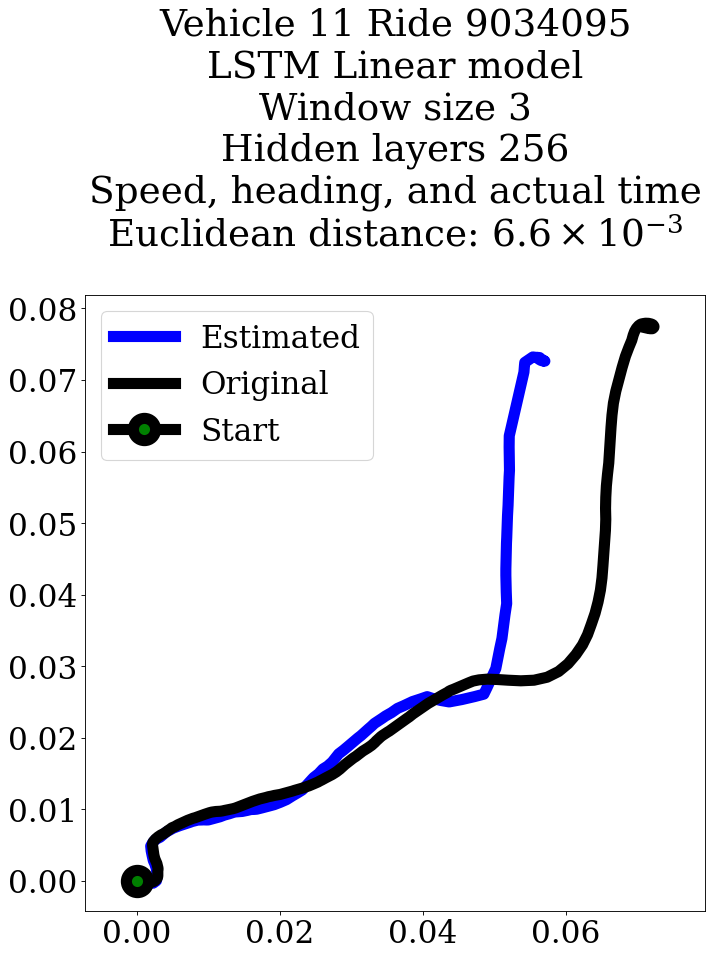 Vehicle 11 Ride 9034095
LSTM Linear model
Window size 3
Hidden layers 256
Speed, heading, and actual time
Euclidean distance: 6.6 × 10⁻³
Estimated
Original
Start
0.08
0.07
0.06
0.05
0.04
0.03
0.02
0.01
0.00
0.00 0.02 0.04 0.06